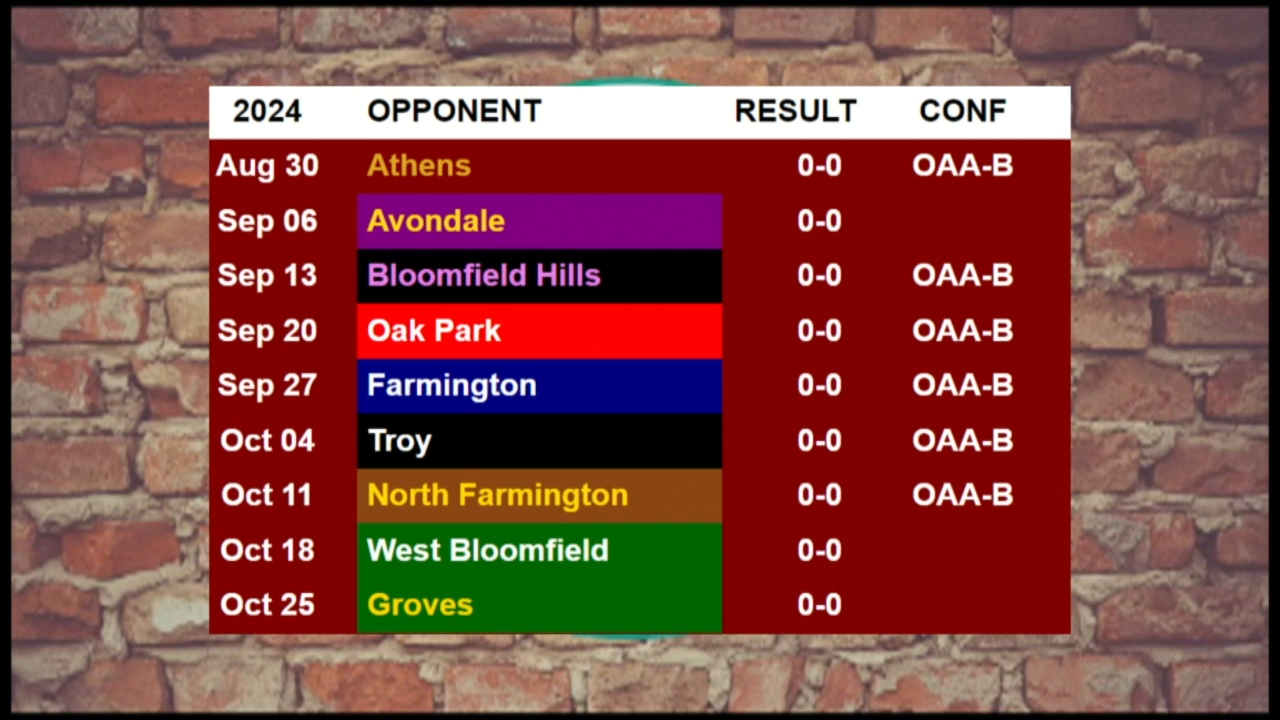 2024 OPPONENT RESULT CONF
Aug 30 Athens 0-0 OAA-B
Sep 06 Avondale 0-0
Sep 13 Bloomfield Hills 0-0 OAA-B
Sep 20 Oak Park 0-0 OAA-B
Sep 27 Farmington 0-0 OAA-B
Oct 04 Troy 0-0 OAA-B
Oct 11 North Farmington 0-0 OAA-B
Oct 18 West Bloomfield 0-0
Oct 25 Groves 0-0